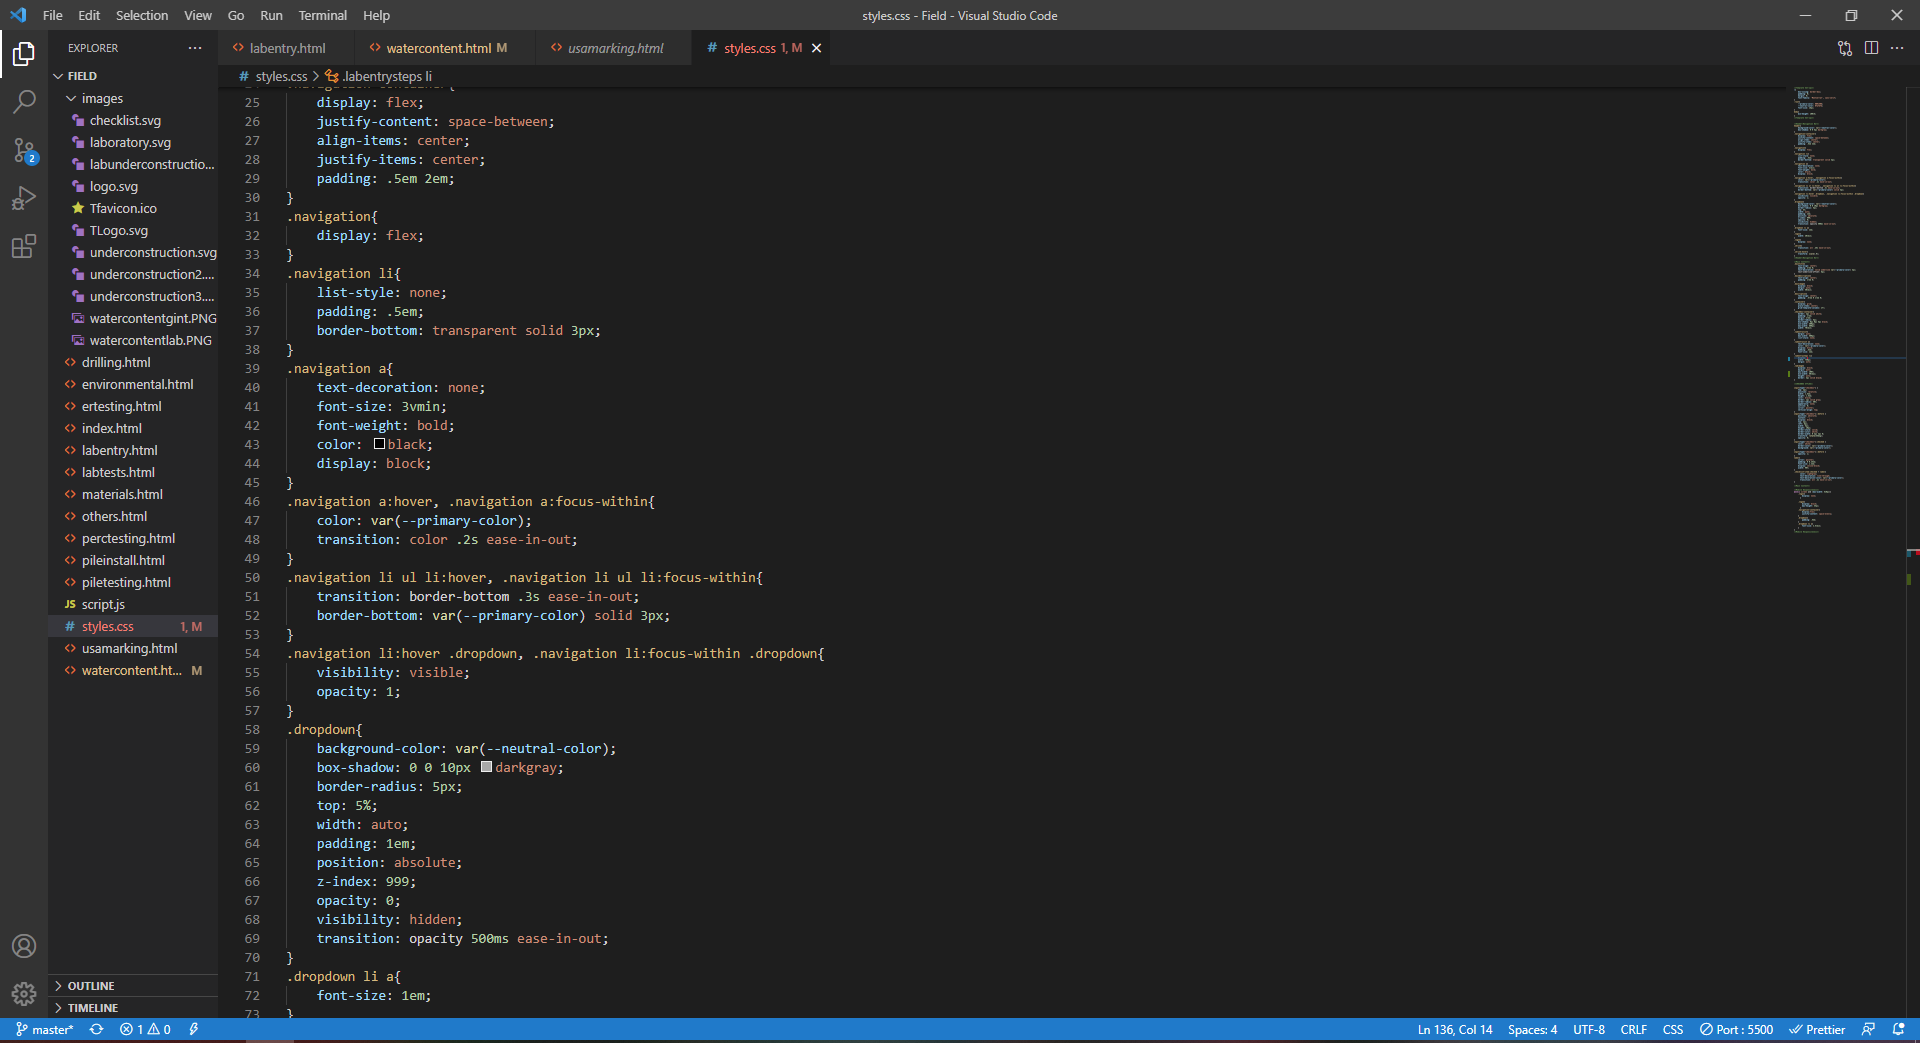 File Edit Selection View Go Run Terminal Help
styles.css - Field - Visual Studio Code
EXPLORER
labentry.html
watercontent.html M
usamarking.html
# styles.css 1, M
# styles.css > .labentrysteps li
FIELD
images
checklist.svg
laboratory.svg
labunderconstructio...
logo.svg
Tfavicon.ico
TLogo.svg
underconstruction.svg
underconstruction2....
underconstruction3....
watercontentgint.PNG
watercontentlab.PNG
drilling.html
environmental.html
ertesting.html
index.html
labentry.html
labtests.html
materials.html
others.html
perctesting.html
pileinstall.html
piletesting.html
JS script.js
# styles.css 1, M
usamarking.html
watercontent.ht... M
OUTLINE
TIMELINE
25 display: flex;
26 justify-content: space-between;
27 align-items: center;
28 justify-items: center;
29 padding: .5em 2em;
30 }
31 .navigation{
32 display: flex;
33 }
34 .navigation li{
35 list-style: none;
36 padding: .5em;
37 border-bottom: transparent solid 3px;
38 }
39 .navigation a{
40 text-decoration: none;
41 font-size: 3vmin;
42 font-weight: bold;
43 color: black;
44 display: block;
45 }
46 .navigation a:hover, .navigation a:focus-within{
47 color: var(--primary-color);
48 transition: color .2s ease-in-out;
49 }
50 .navigation li ul li:hover, .navigation li ul li:focus-within{
51 transition: border-bottom .3s ease-in-out;
52 border-bottom: var(--primary-color) solid 3px;
53 }
54 .navigation li:hover .dropdown, .navigation li:focus-within .dropdown{
55 visibility: visible;
56 opacity: 1;
57 }
58 .dropdown{
59 background-color: var(--neutral-color);
60 box-shadow: 0 0 10px darkgray;
61 border-radius: 5px;
62 top: 5%;
63 width: auto;
64 padding: 1em;
65 position: absolute;
66 z-index: 999;
67 opacity: 0;
68 visibility: hidden;
69 transition: opacity 500ms ease-in-out;
70 }
71 .dropdown li a{
72 font-size: 1em;
73 }
master* 1 0
Ln 136, Col 14 Spaces: 4 UTF-8 CRLF CSS Port : 5500 Prettier
2